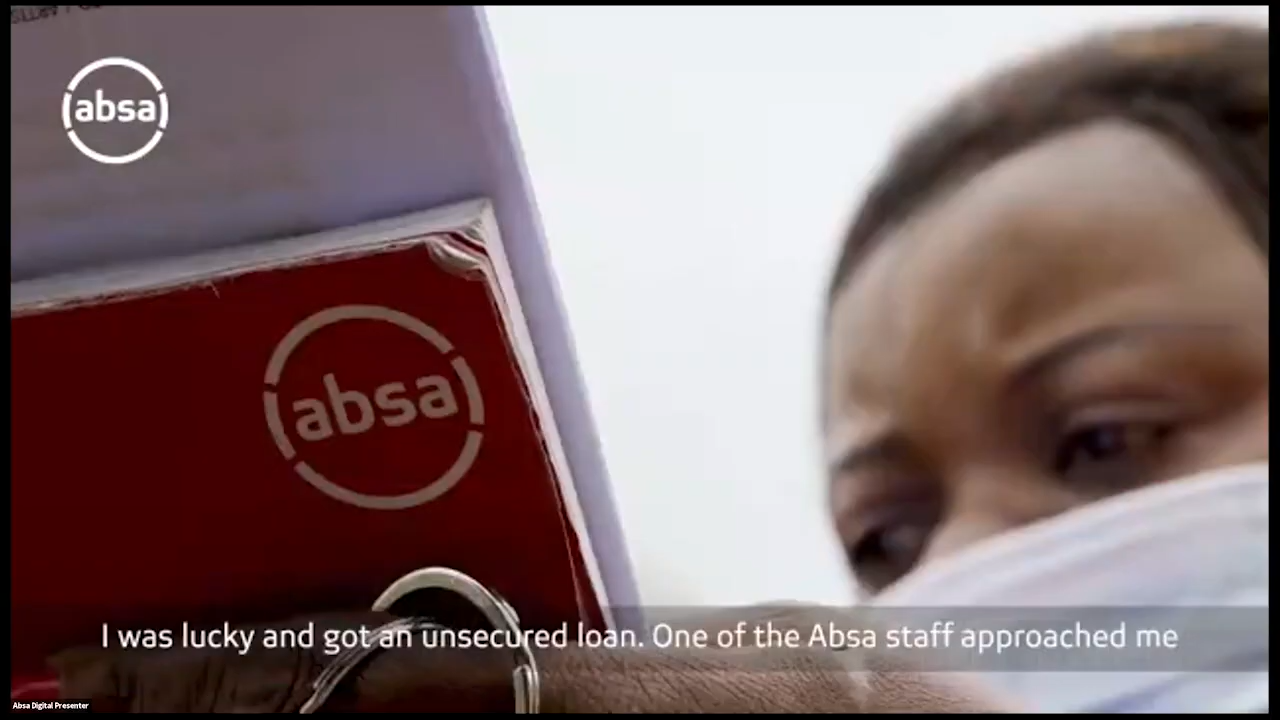 absa
absa
I was lucky and got an unsecured loan. One of the Absa staff approached me
Absa Digital Presenter